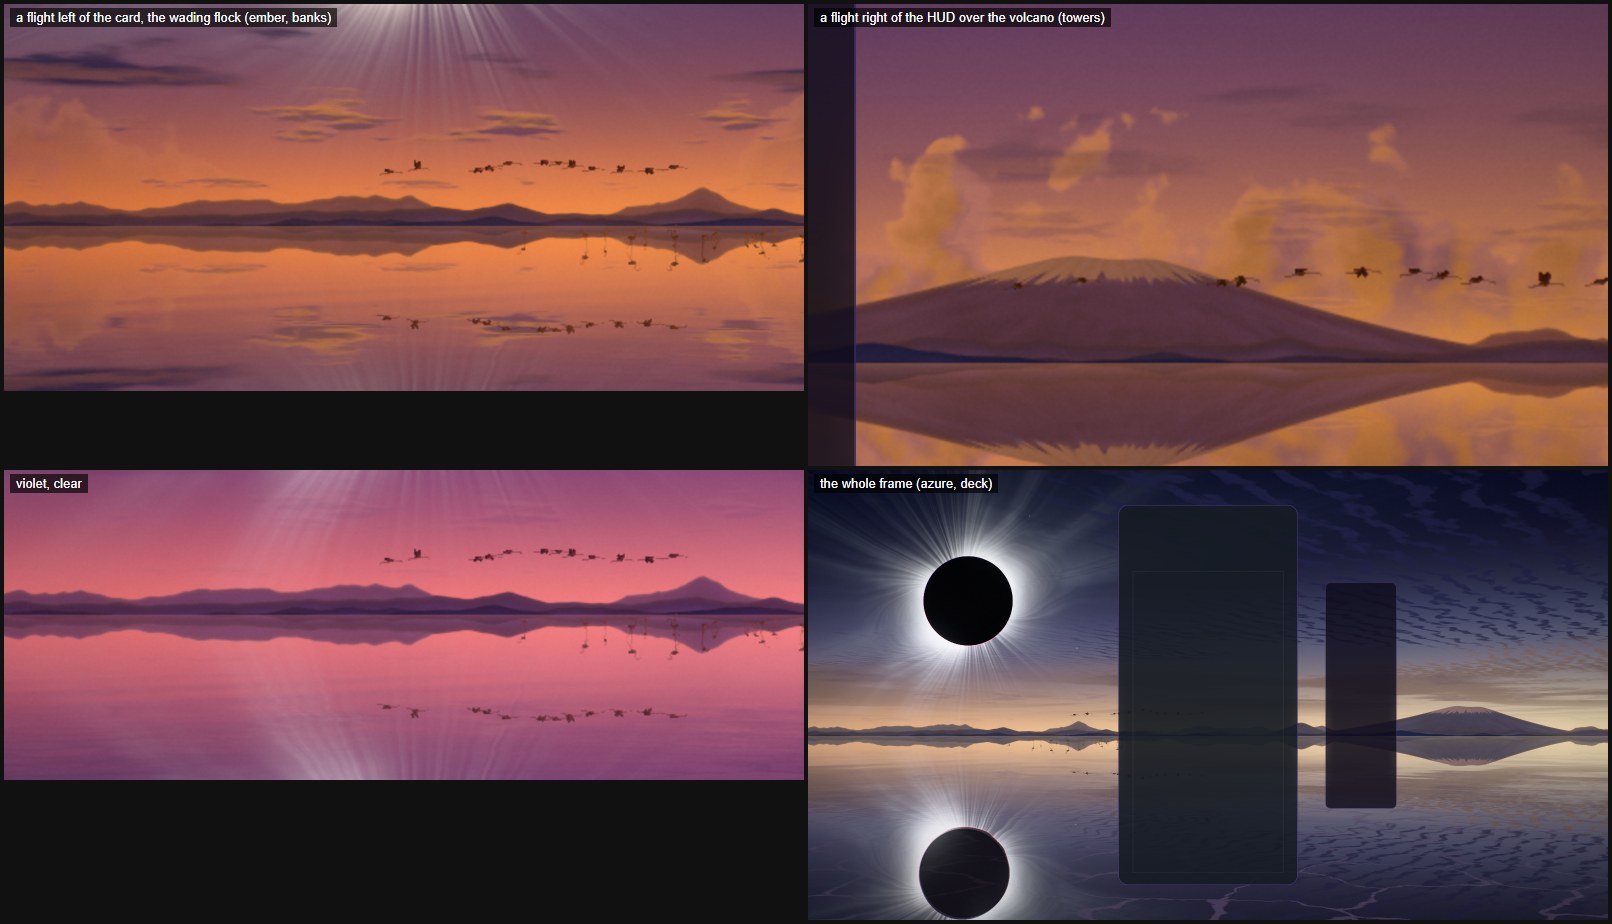 a flight left of the card, the wading flock (ember, banks)
a flight right of the HUD over the volcano (towers)
violet, clear
the whole frame (azure, deck)